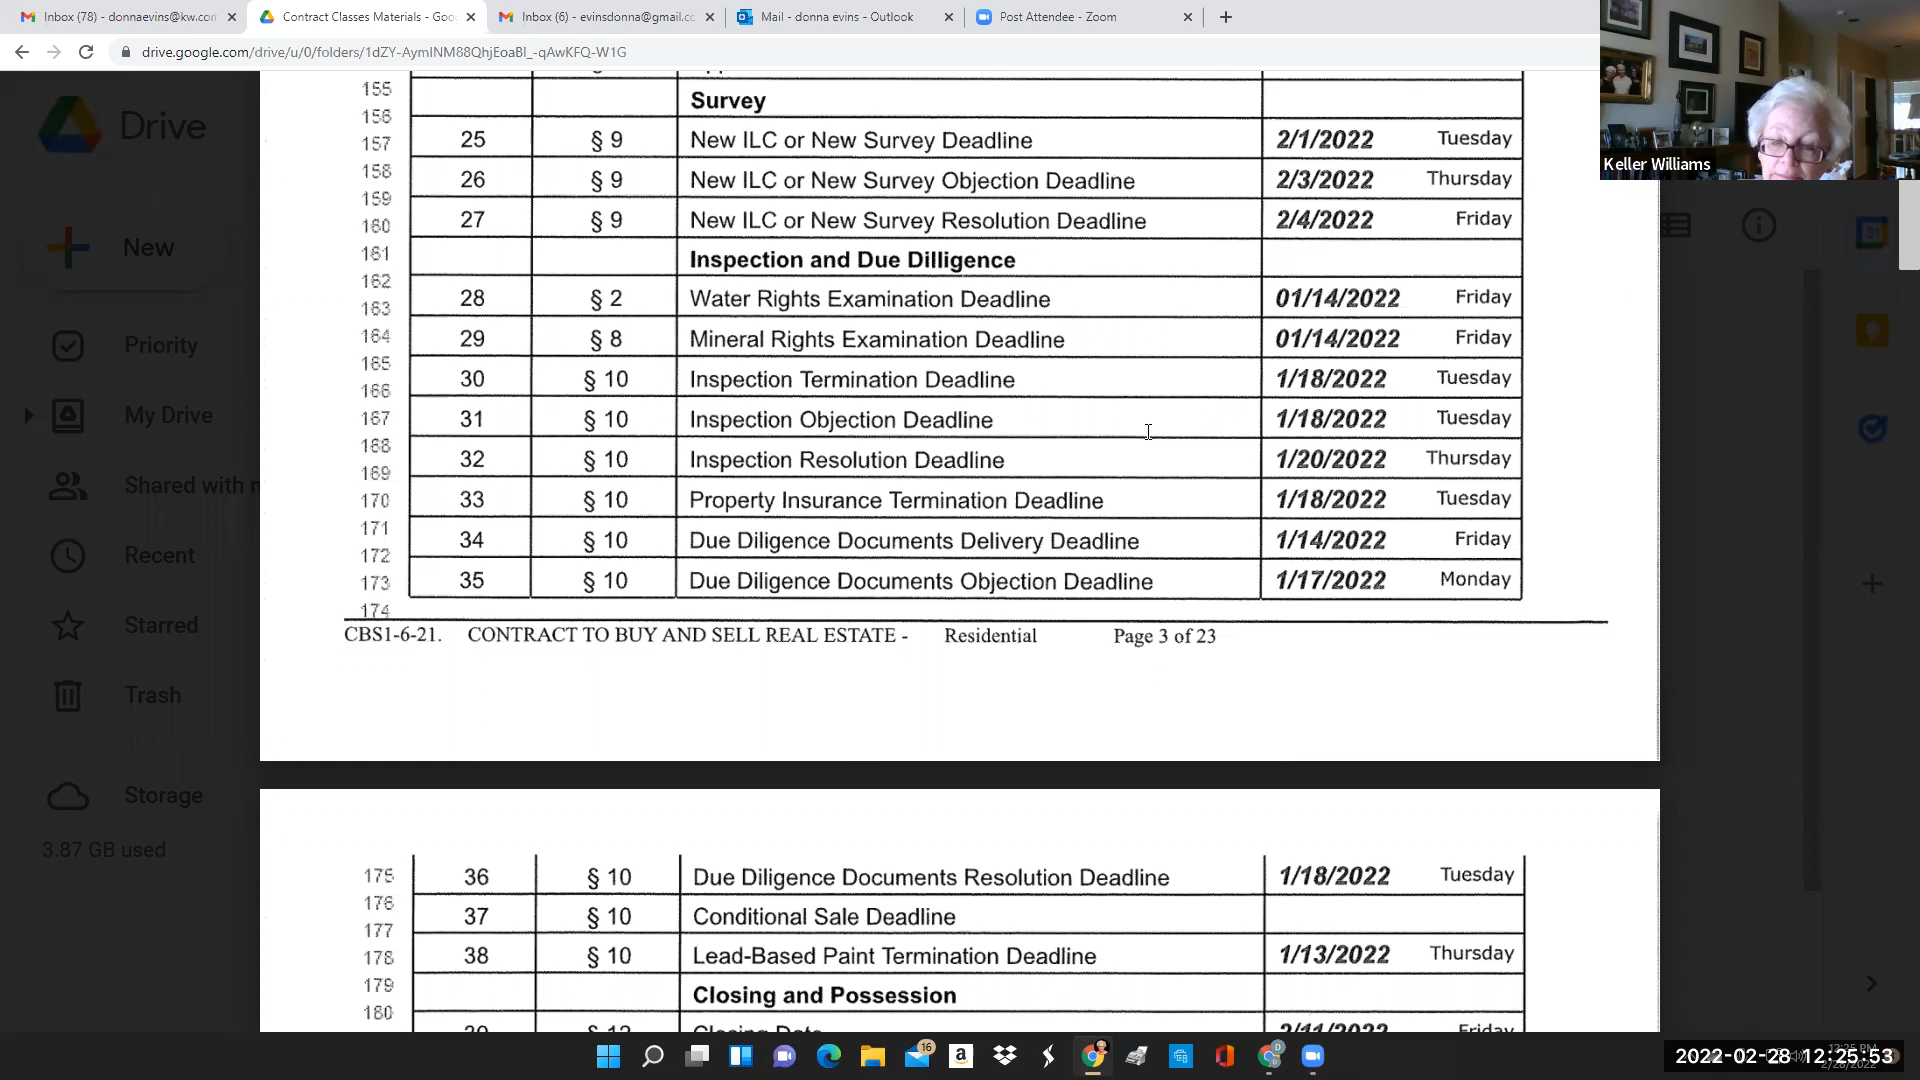 Inbox (78) - donnaevins@kw.com
Contract Classes Materials - Goo
Inbox (6) - evinsdonna@gmail.cc
Mail - donna evins - Outlook
Post Attendee - Zoom
drive.google.com/drive/u/0/folders/1dZY-AymINM88QhjEoaBI_-qAwKFQ-W1G
Keller Williams
Drive
New
Priority
My Drive
Shared with m
Recent
Starred
Trash
Storage
3.87 GB used
155 Survey
156
157 25 § 9 New ILC or New Survey Deadline 2/1/2022 Tuesday
158 26 § 9 New ILC or New Survey Objection Deadline 2/3/2022 Thursday
159
160 27 § 9 New ILC or New Survey Resolution Deadline 2/4/2022 Friday
161 Inspection and Due Dilligence
162
163 28 § 2 Water Rights Examination Deadline 01/14/2022 Friday
164 29 § 8 Mineral Rights Examination Deadline 01/14/2022 Friday
165
166 30 § 10 Inspection Termination Deadline 1/18/2022 Tuesday
167 31 § 10 Inspection Objection Deadline 1/18/2022 Tuesday
168
169 32 § 10 Inspection Resolution Deadline 1/20/2022 Thursday
170 33 § 10 Property Insurance Termination Deadline 1/18/2022 Tuesday
171
172 34 § 10 Due Diligence Documents Delivery Deadline 1/14/2022 Friday
173 35 § 10 Due Diligence Documents Objection Deadline 1/17/2022 Monday
174
CBS1-6-21. CONTRACT TO BUY AND SELL REAL ESTATE - Residential Page 3 of 23
175 36 § 10 Due Diligence Documents Resolution Deadline 1/18/2022 Tuesday
176
177 37 § 10 Conditional Sale Deadline
178 38 § 10 Lead-Based Paint Termination Deadline 1/13/2022 Thursday
179
180 Closing and Possession
39 § 12 Closing Date 2/11/2022 Friday
16
2022-02-28 12:25:53